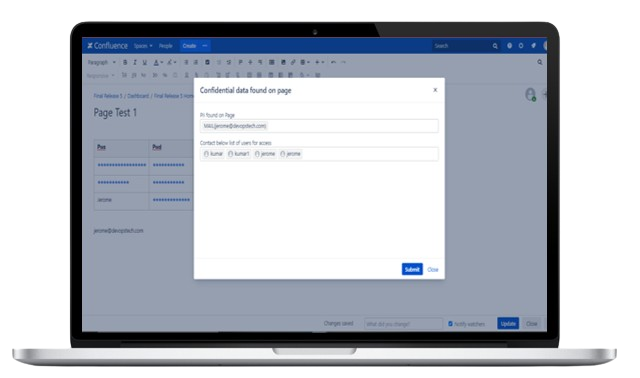 Confluence Spaces People Create ··· Search
Paragraph B I U A
Final Release 5 / Dashboard / Final Release 5 Home
Page Test 1
Pos Pwd
***************** ***********
*********** ***********
Jerome *************
jerome@devopstech.com
Confidential data found on page ×
PII Found on Page
MAIL(jerome@devopstech.com)
Contact below list of users for access
kumar kumar1 jerome jerome
Submit Close
Changes saved What did you change? Notify watchers Update Close